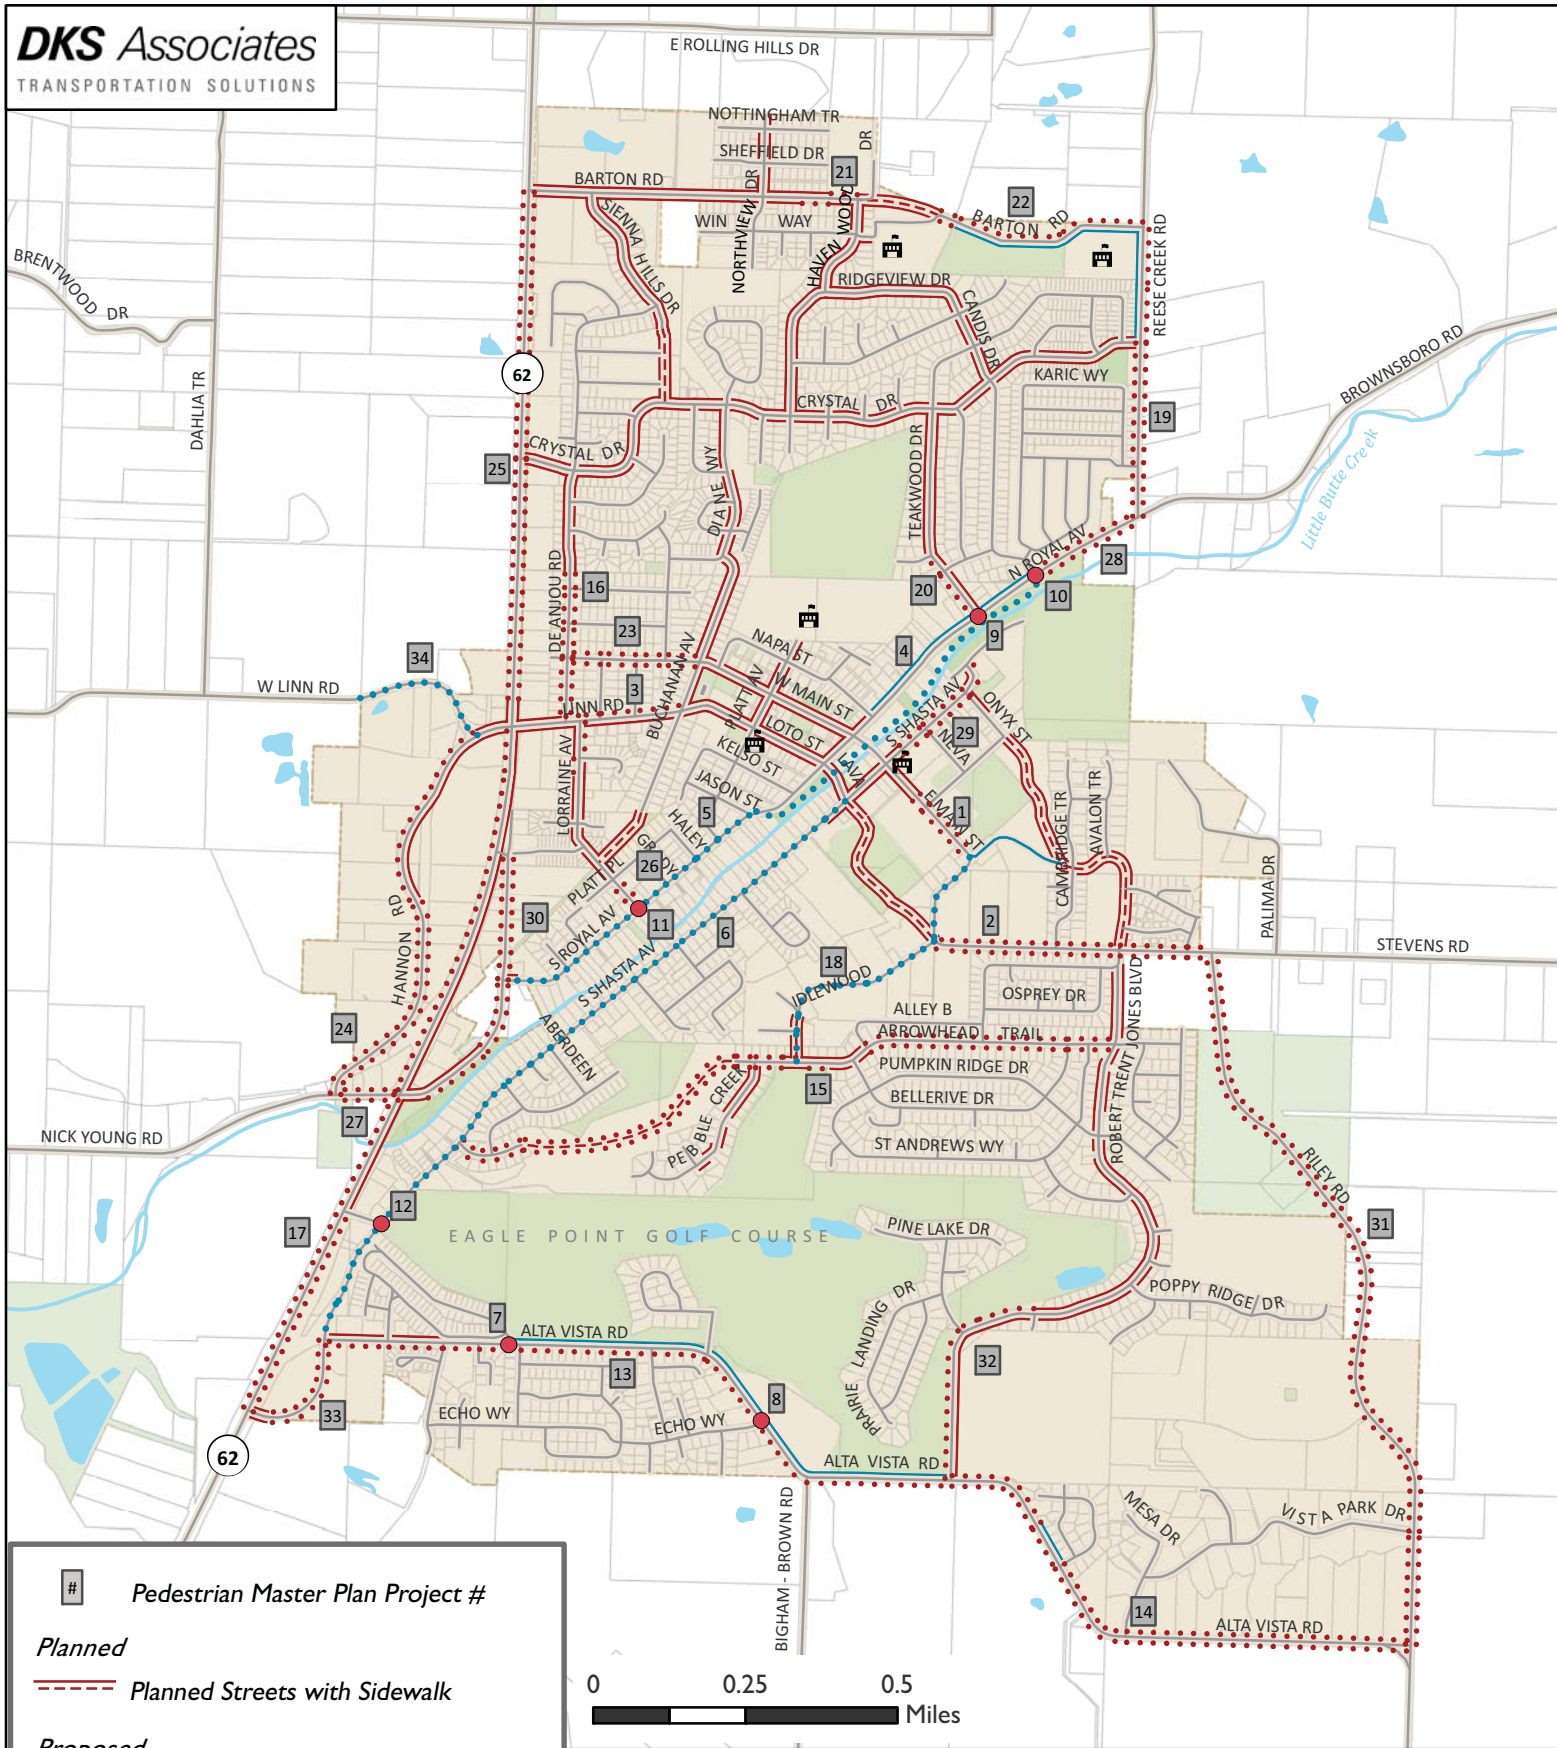 DKS Associates
TRANSPORTATION SOLUTIONS
E ROLLING HILLS DR
NOTTINGHAM TR
SHEFFIELD DR
DR
21
BARTON RD
NORTHVIEW DR
HAVEN WOOD
WIN WAY
22
BARTON RD
REESE CREEK RD
SIENNA HILLS DR
BRENTWOOD DR
RIDGEVIEW DR
CANDIS DR
BROWNSBORO RD
62
KARIC WY
DAHLIA TR
CRYSTAL DR
19
CRYSTAL DR
25
DIANE WY
TEAKWOOD DR
Little Butte Creek
N ROYAL AV
28
DE ANJOU RD
16
20
10
23
9
34
NAPA ST
4
W LINN RD
3
BUCHANAN AV
PLATT AV
W MAIN ST
S SHASTA AV
ONYX ST
LINN RD
LOTO ST
29
NEVA
KELSO ST
LAVA
LORRAINE AV
JASON ST
5
HALEY
1
E MAIN ST
CAMBRIDGE TR
AVALON TR
GRADY
26
PLATT PL
PALIMA DR
HANNON RD
30
S ROYAL AV
11
6
2
STEVENS RD
S SHASTA AV
18
IDLEWOOD
OSPREY DR
ALLEY B
24
ABERDEEN
ARROWHEAD TRAIL
ROBERT TRENT JONES BLVD
PUMPKIN RIDGE DR
15
BELLERIVE DR
27
PEBBLE CREEK
NICK YOUNG RD
ST ANDREWS WY
RILEY RD
12
17
EAGLE POINT GOLF COURSE
PINE LAKE DR
31
PRAIRIE LANDING DR
POPPY RIDGE DR
7
ALTA VISTA RD
32
13
8
33
ECHO WY
ECHO WY
62
ALTA VISTA RD
BIGHAM - BROWN RD
MESA DR
VISTA PARK DR
14
ALTA VISTA RD
# Pedestrian Master Plan Project #
Planned
Planned Streets with Sidewalk
Proposed
0 0.25 0.5
Miles